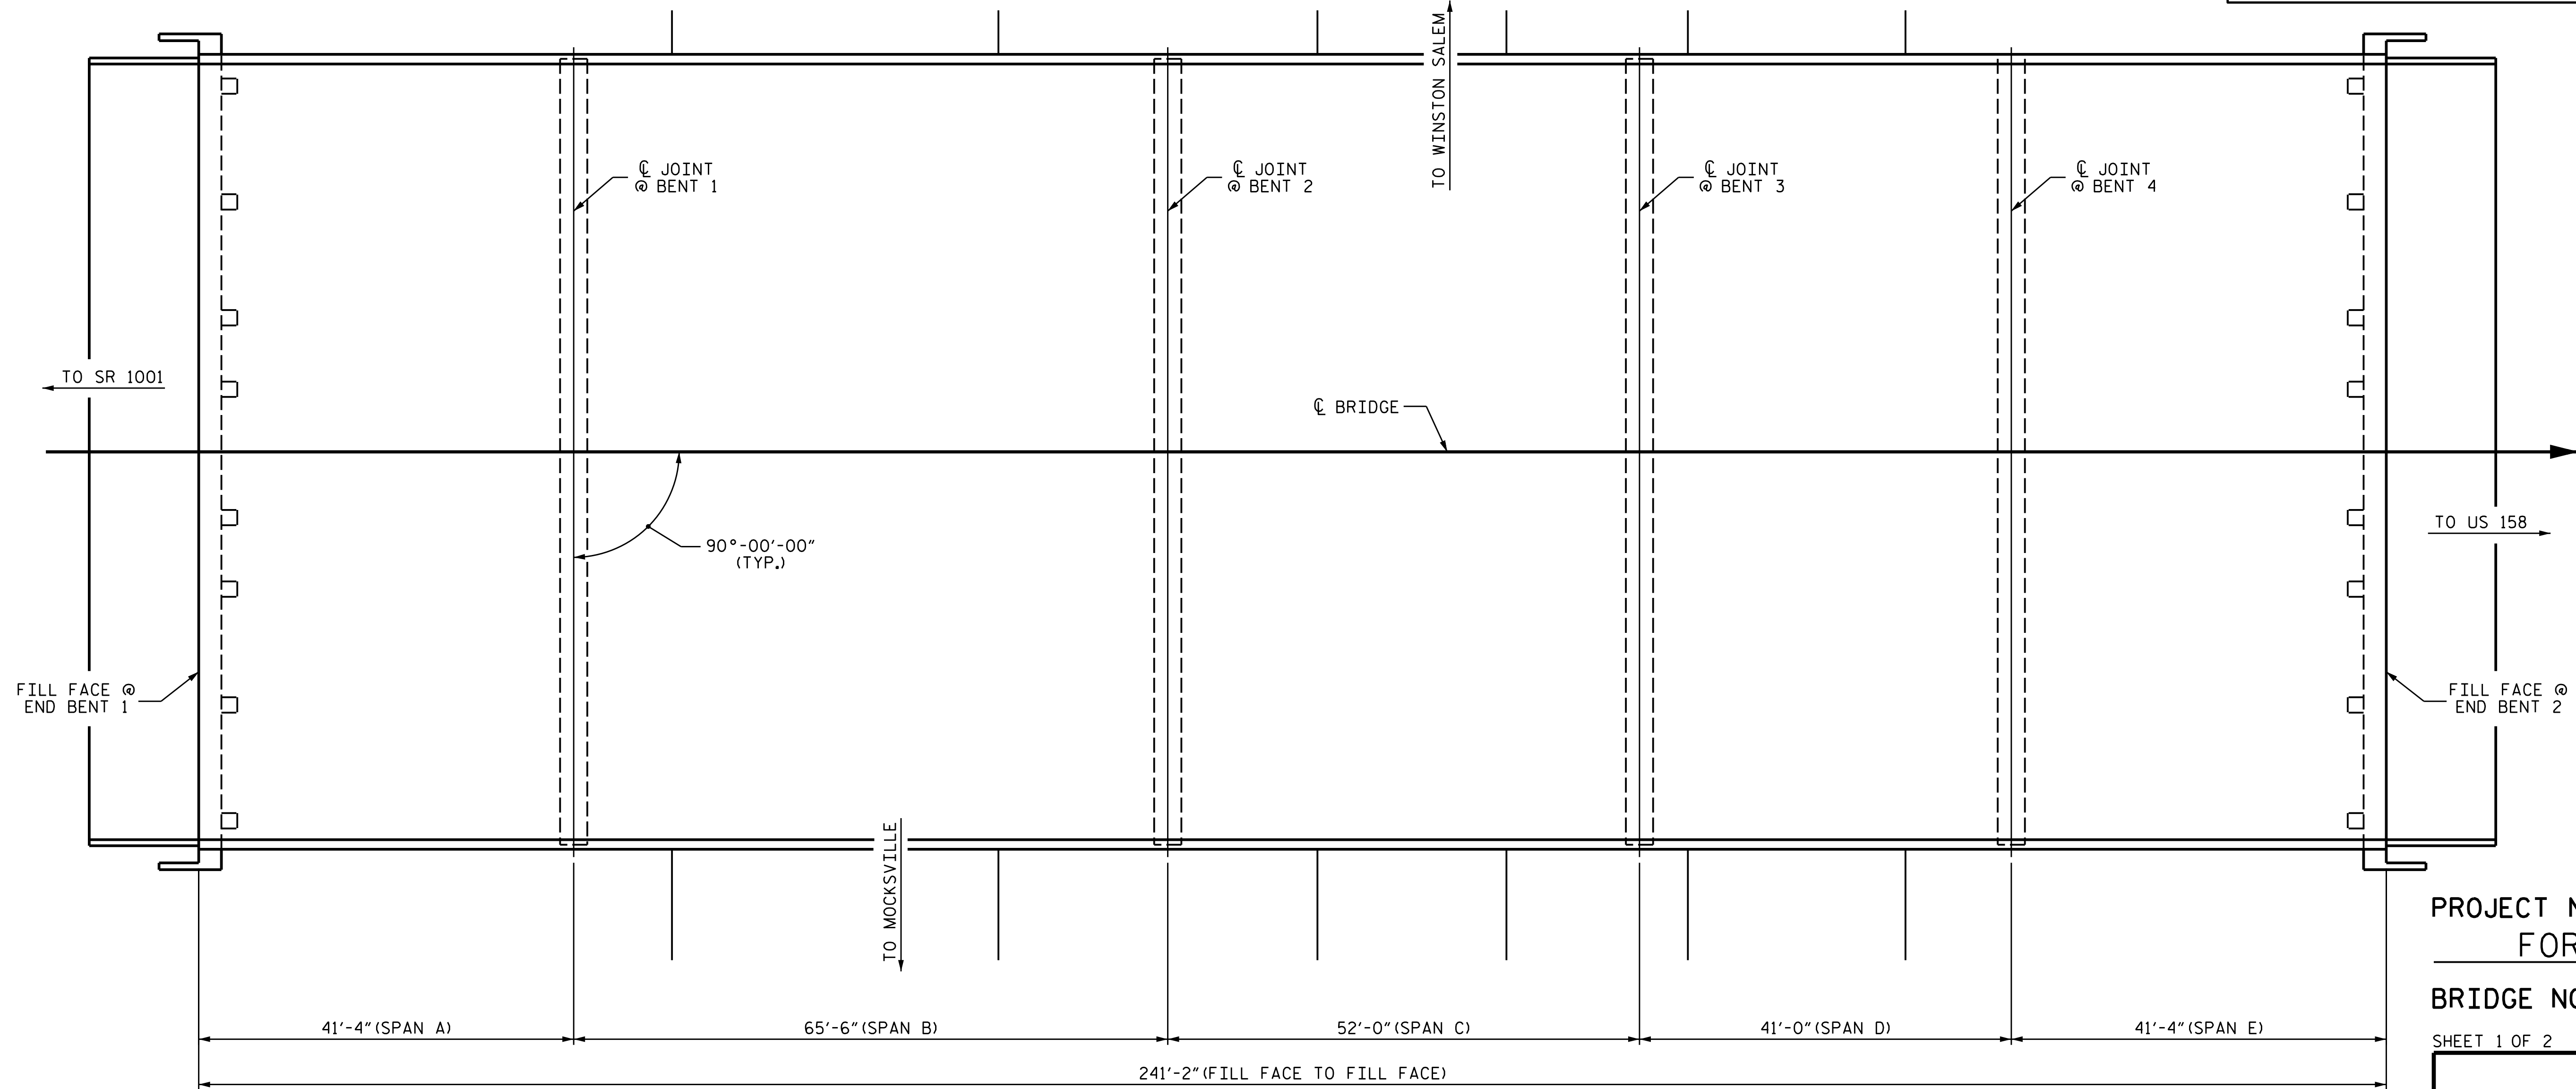 TO WINSTON SALEM
℄ JOINT
@ BENT 1
℄ JOINT
@ BENT 2
℄ JOINT
@ BENT 3
℄ JOINT
@ BENT 4
TO SR 1001
℄ BRIDGE
90°-00'-00"
(TYP.)
TO US 158
FILL FACE @
END BENT 1
FILL FACE @
END BENT 2
TO MOCKSVILLE
PROJECT
FOR
BRIDGE NO
SHEET 1 OF 2
41'-4"(SPAN A)
65'-6"(SPAN B)
52'-0"(SPAN C)
41'-0"(SPAN D)
41'-4"(SPAN E)
241'-2"(FILL FACE TO FILL FACE)